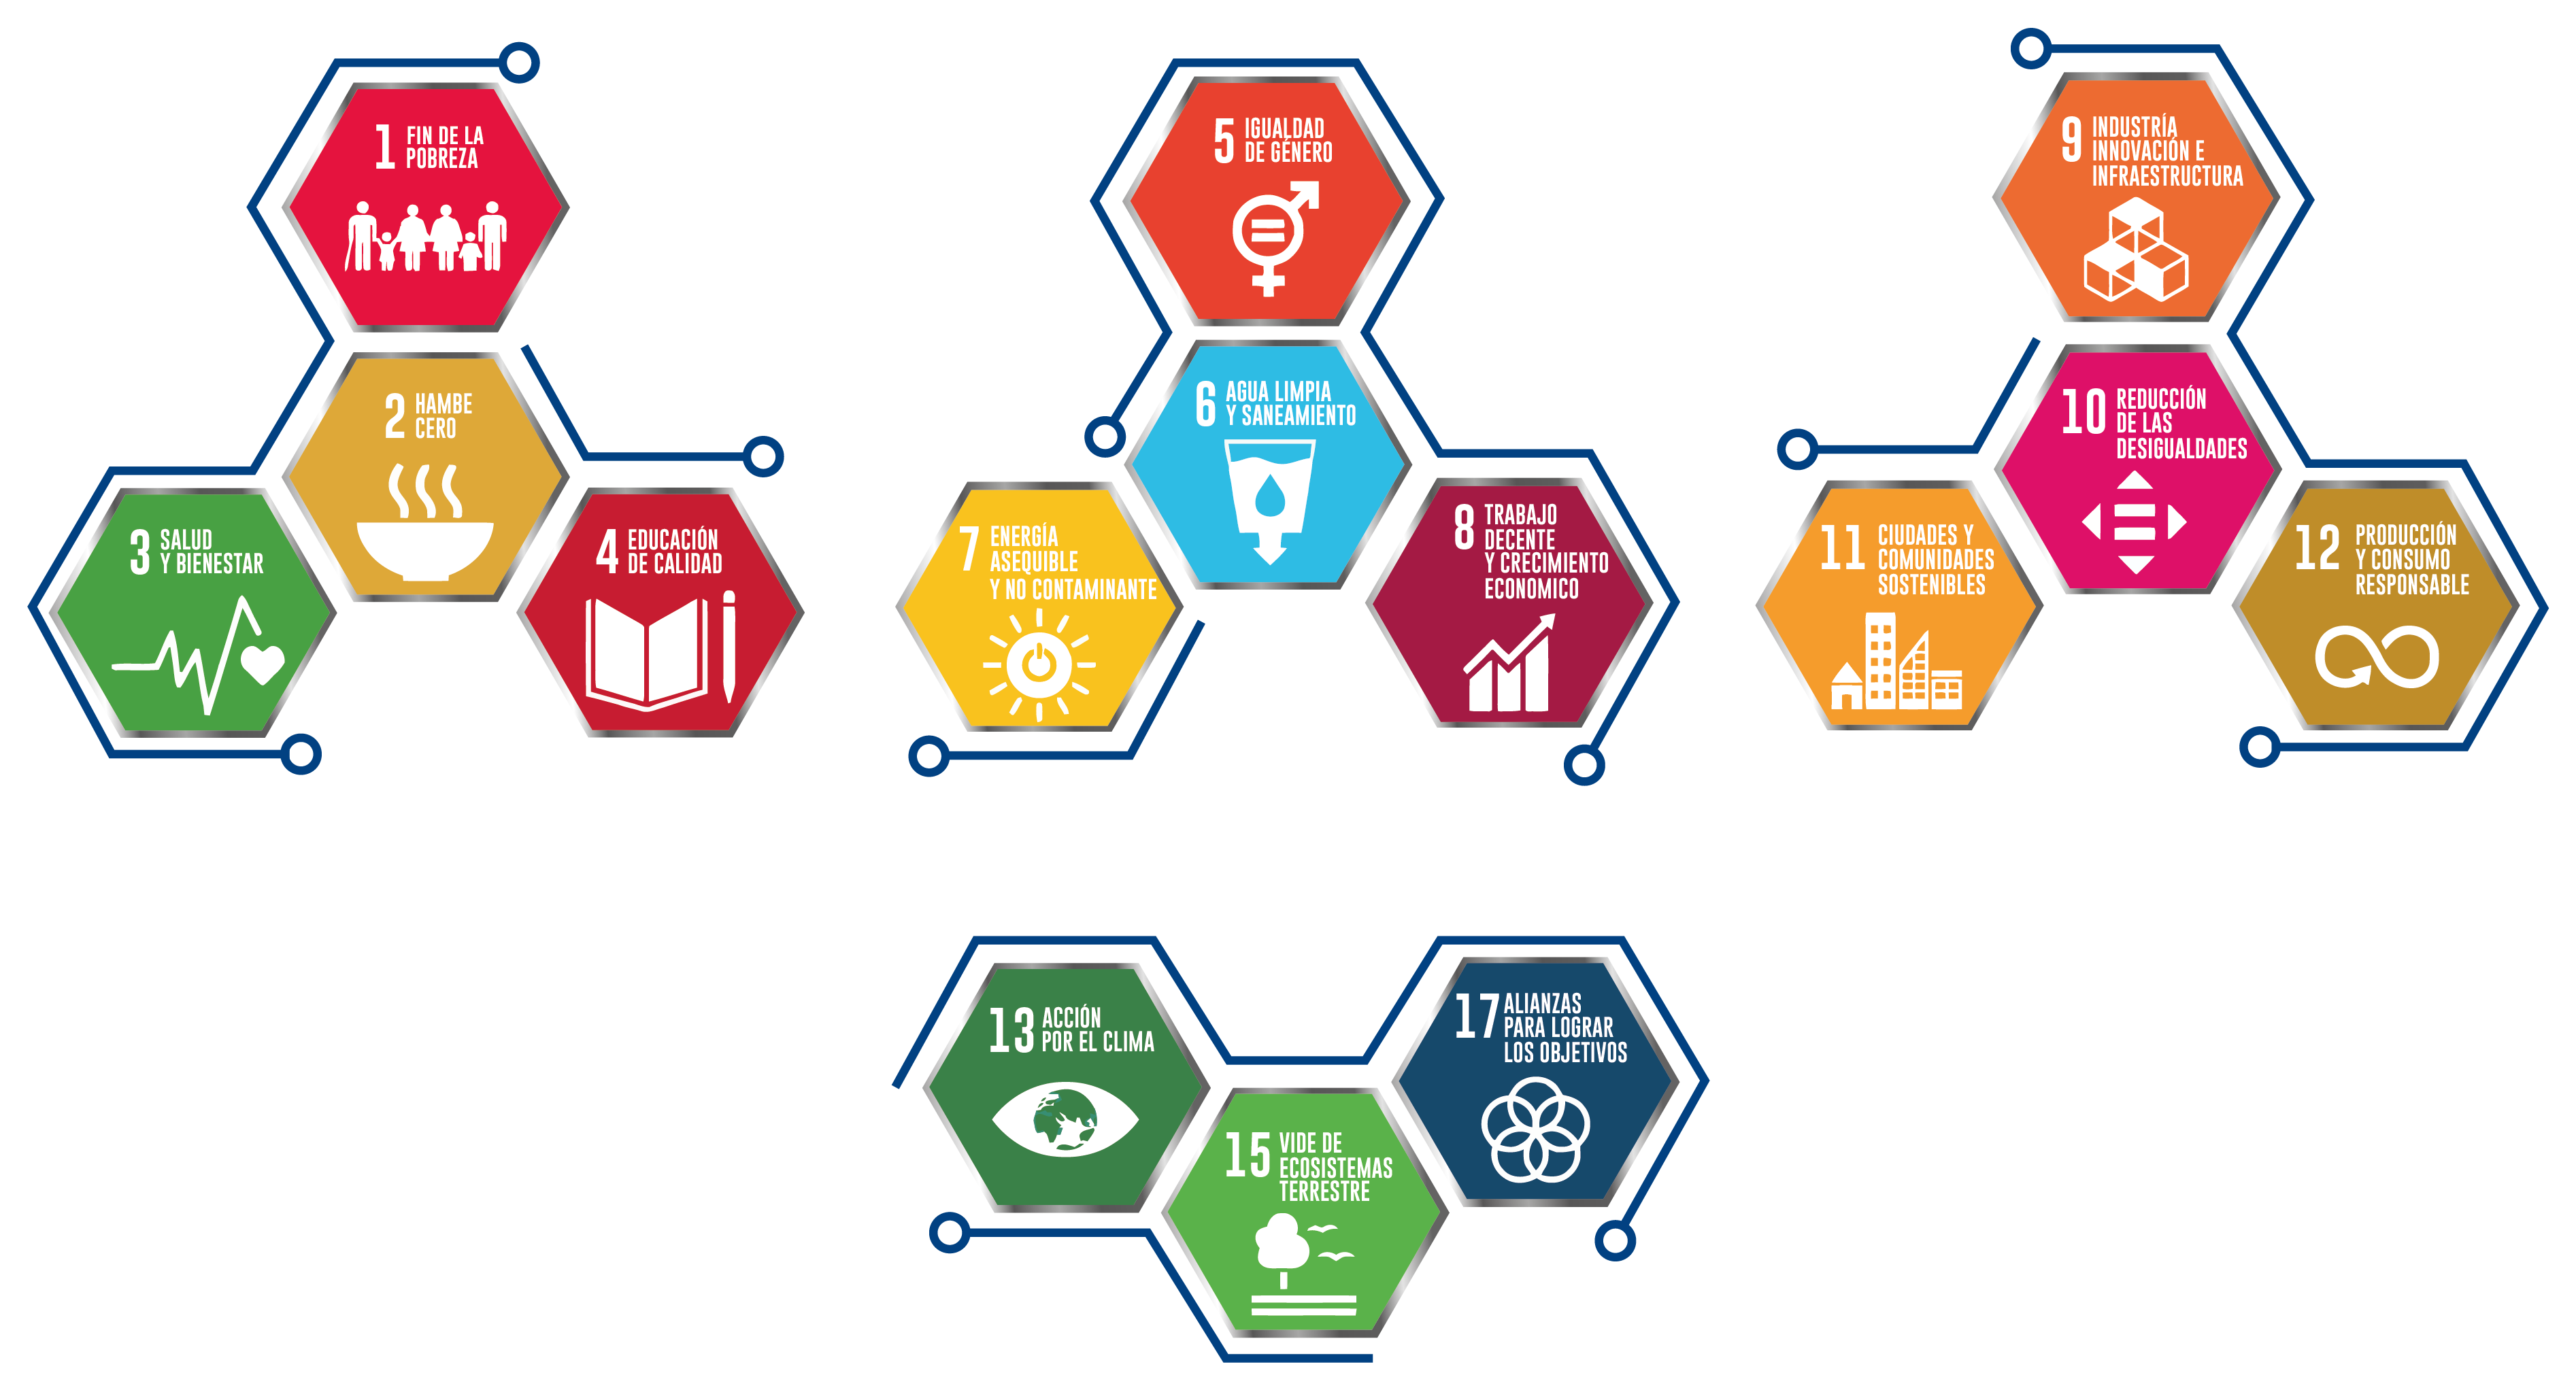 1 FIN DE LA
POBREZA
2 HAMBE
CERO
3 SALUD
Y BIENESTAR
4 EDUCACIÓN
DE CALIDAD
5 IGUALDAD
DE GÉNERO
6 AGUA LIMPIA
Y SANEAMIENTO
7 ENERGÍA
ASEQUIBLE
Y NO CONTAMINANTE
8 TRABAJO
DECENTE
Y CRECIMIENTO
ECONOMICO
9 INDUSTRÍA
INNOVACIÓN E
INFRAESTRUCTURA
10 REDUCCIÓN
DE LAS
DESIGUALDADES
11 CIUDADES Y
COMUNIDADES
SOSTENIBLES
12 PRODUCCIÓN
Y CONSUMO
RESPONSABLE
13 ACCIÓN
POR EL CLIMA
15 VIDE DE
ECOSISTEMAS
TERRESTRE
17 ALIANZAS
PARA LOGRAR
LOS OBJETIVOS